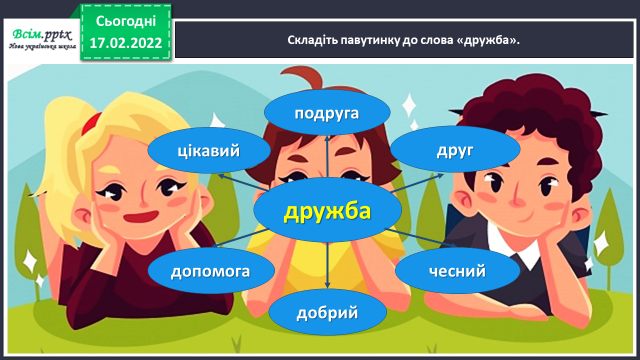 Всім.pptx
Нова українська школа
Сьогодні
17.02.2022
Складіть павутинку до слова «дружба».
подруга
цікавий
друг
дружба
допомога
чесний
добрий